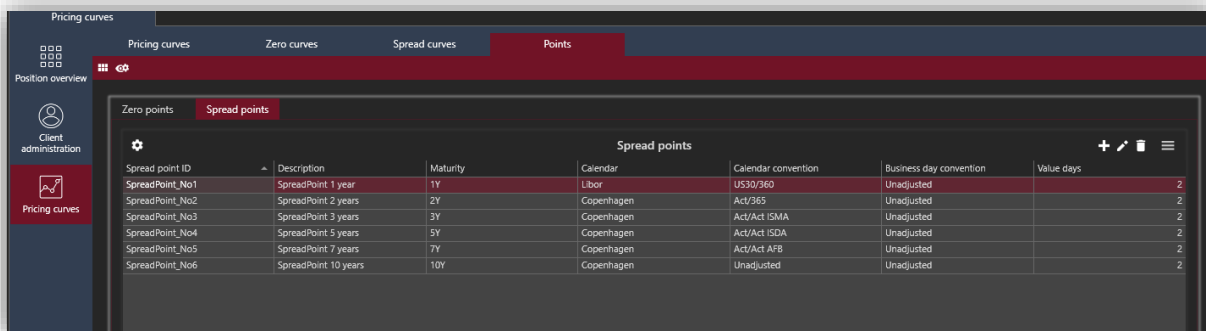 Pricing curves
Position overview
Client administration
Pricing curves
Pricing curves Zero curves Spread curves Points
Zero points Spread points
Spread points
Spread point ID Description Maturity Calendar Calendar convention Business day convention Value days
SpreadPoint_No1 SpreadPoint 1 year 1Y Libor US30/360 Unadjusted 2
SpreadPoint_No2 SpreadPoint 2 years 2Y Copenhagen Act/365 Unadjusted 2
SpreadPoint_No3 SpreadPoint 3 years 3Y Copenhagen Act/Act ISMA Unadjusted 2
SpreadPoint_No4 SpreadPoint 5 years 5Y Copenhagen Act/Act ISDA Unadjusted 2
SpreadPoint_No5 SpreadPoint 7 years 7Y Copenhagen Act/Act AFB Unadjusted 2
SpreadPoint_No6 SpreadPoint 10 years 10Y Copenhagen Unadjusted Unadjusted 2